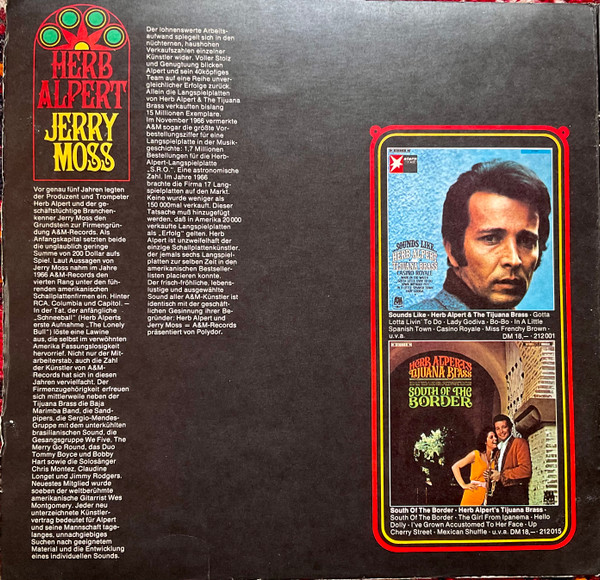 HERB
ALPERT
JERRY
MOSS
Vor genau fünf Jahren legten
der Produzent und Trompeter
Herb Alpert und der ge-
schäftstüchtige Branchen-
kenner Jerry Moss den
Grundstein zur Firmengrün-
dung A&M-Records. Als
Anfangskapital setzten beide
die unglaublich geringe
Summe von 200 Dollar aufs
Spiel. Laut Aussagen von
Jerry Moss nahm im Jahre
1966 A&M-Records den
vierten Rang unter den füh-
renden amerikanischen
Schallplattenfirmen ein. Hinter
RCA, Columbia und Capitol. —
In der Tat, der anfängliche
„Schneeball" (Herb Alperts
erste Aufnahme „The Lonely
Bull") löste eine Lawine
aus, die selbst im verwöhnten
Amerika Fassungslosigkeit
hervorrief. Nicht nur der Mit-
arbeiterstab, auch die Zahl
der Künstler von A&M-
Records hat sich in diesen
Jahren vervielfacht. Der
Firmenzugehörigkeit erfreuen
sich mittlerweile neben der
Tijuana Brass die Baja
Marimba Band, die Sand-
pipers, die Sergio-Mendes-
Gruppe mit dem unterkühlten
brasilianischen Sound, die
Gesangsgruppe We Five, The
Merry Go Round, das Duo
Tommy Boyce und Bobby
Hart sowie die Solosänger
Chris Montez, Claudine
Longet und Jimmy Rodgers.
Neuestes Mitglied wurde
soeben der weltberühmte
amerikanische Gitarrist Wes
Montgomery. Jeder neu
unterzeichnete Künstler-
vertrag bedeutet für Alpert
und seine Mannschaft tage-
langes, unnachgiebiges
Suchen nach geeignetem
Material und die Entwicklung
eines individuellen Sounds.
Der lohnenswerte Arbeits-
aufwand spiegelt sich in den
nüchternen, haushohen
Verkaufszahlen einzelner
Künstler wider. Voller Stolz
und Genugtuung blicken
Alpert und sein 40köpfiges
Team auf eine Reihe unver-
gleichlicher Erfolge zurück.
Allein die Langspielplatten
von Herb Alpert & The Tijuana
Brass verkauften bislang
15 Millionen Exemplare.
Im November 1966 vermerkte
A&M sogar die größte Vor-
bestellungsziffer für eine
Langspielplatte in der Musik-
geschichte: 1,7 Millionen
Bestellungen für die Herb-
Alpert-Langspielplatte
„S.R.O.". Eine astronomische
Zahl. Im Jahre 1966
brachte die Firma 17 Lang-
spielplatten auf den Markt.
Keine wurde weniger als
150 000mal verkauft. Dieser
Tatsache muß hinzugefügt
werden, daß in Amerika 20 000
verkaufte Langspielplatten
als „Erfolg" gelten. Herb
Alpert ist unzweifelhaft der
einzige Schallplattenkünstler,
der jemals sechs Langspiel-
platten zur selben Zeit in den
amerikanischen Bestseller-
listen placieren konnte.
Der frisch-fröhliche, lebens-
lustige und ausgewählte
Sound aller A&M-Künstler ist
identisch mit der geschäft-
lichen Gesinnung ihrer Be-
gründer: Herb Alpert und
Jerry Moss = A&M-Records
präsentiert von Polydor.
SOUNDS LIKE
HERB ALPERT
TIJUANA BRASS
CASINO ROYALE
Sounds Like · Herb Alpert & The Tijuana Brass · Gotta
Lotta Livin' To Do · Lady Godiva · Bo-Bo · In A Little
Spanish Town · Casino Royale · Miss Frenchy Brown ·
u.v.a. DM 18,— · 212 001
HERB ALPERT'S
TIJUANA BRASS
SOUTH OF THE
BORDER
South Of The Border · Herb Alpert's Tijuana Brass ·
South Of The Border · The Girl From Ipanema · Hello
Dolly · I've Grown Accustomed To Her Face · Up
Cherry Street · Mexican Shuffle · u.v.a. DM 18,— · 212 015